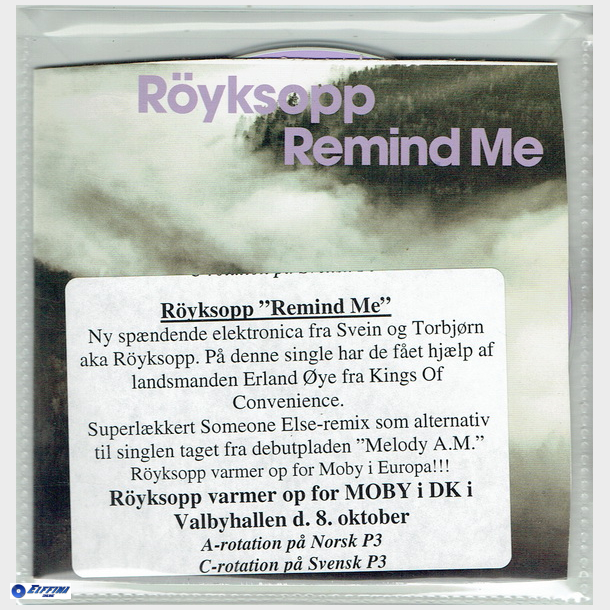 Röyksopp
Remind Me
Röyksopp ”Remind Me”
Ny spændende elektronica fra Svein og Torbjørn
aka Röyksopp. På denne single har de fået hjælp af
landsmanden Erland Øye fra Kings Of
Convenience.
Superlækkert Someone Else-remix som alternativ
til singlen taget fra debutpladen ”Melody A.M.”
Röyksopp varmer op for Moby i Europa!!!
Röyksopp varmer op for MOBY i DK i
Valbyhallen d. 8. oktober
A-rotation på Norsk P3
C-rotation på Svensk P3